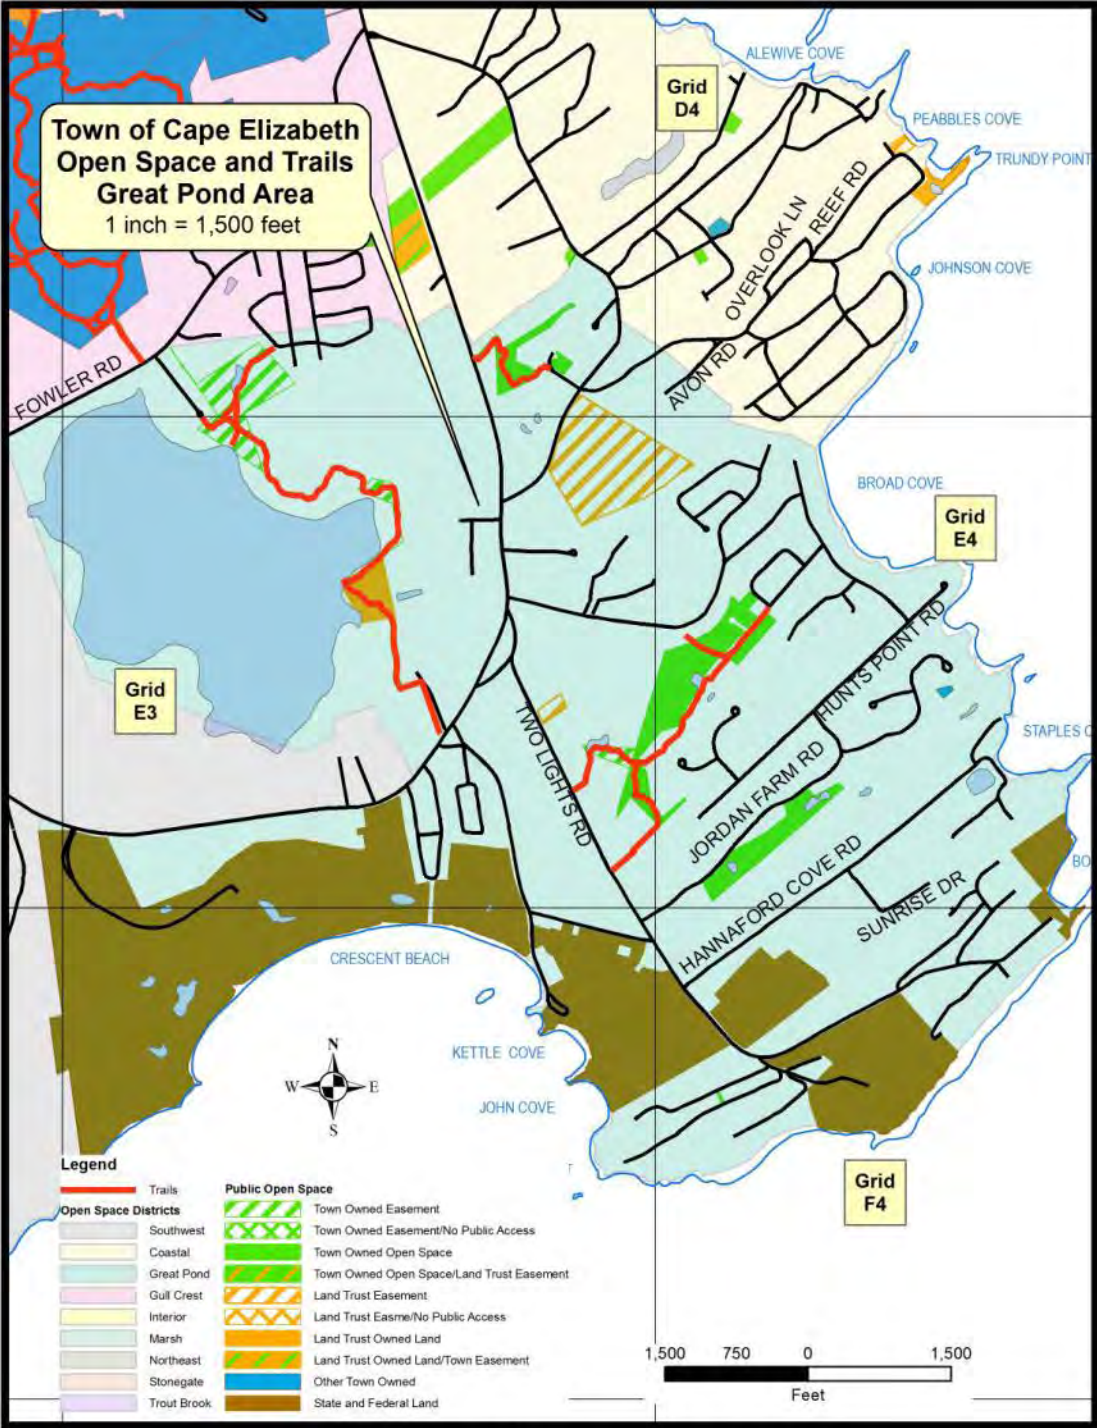 ALEWIVE COVE
Grid
D4
PEABBLES COVE
TRUNDY POINT
Town of Cape Elizabeth
Open Space and Trails
Great Pond Area
1 inch = 1,500 feet
OVERLOOK LN
REEF RD
JOHNSON COVE
FOWLER RD
AVON RD
BROAD COVE
Grid
E4
HUNTS POINT RD
Grid
E3
TWO LIGHTS RD
STAPLES C
JORDAN FARM RD
HANNAFORD COVE RD
BO
SUNRISE DR
CRESCENT BEACH
N
W E
S
KETTLE COVE
JOHN COVE
Grid
F4
Legend
Trails
Open Space Districts
Southwest
Coastal
Great Pond
Gull Crest
Interior
Marsh
Northeast
Stonegate
Trout Brook
Public Open Space
Town Owned Easement
Town Owned Easement/No Public Access
Town Owned Open Space
Town Owned Open Space/Land Trust Easement
Land Trust Easement
Land Trust Easme/No Public Access
Land Trust Owned Land
Land Trust Owned Land/Town Easement
Other Town Owned
State and Federal Land
1,500 750 0 1,500
Feet